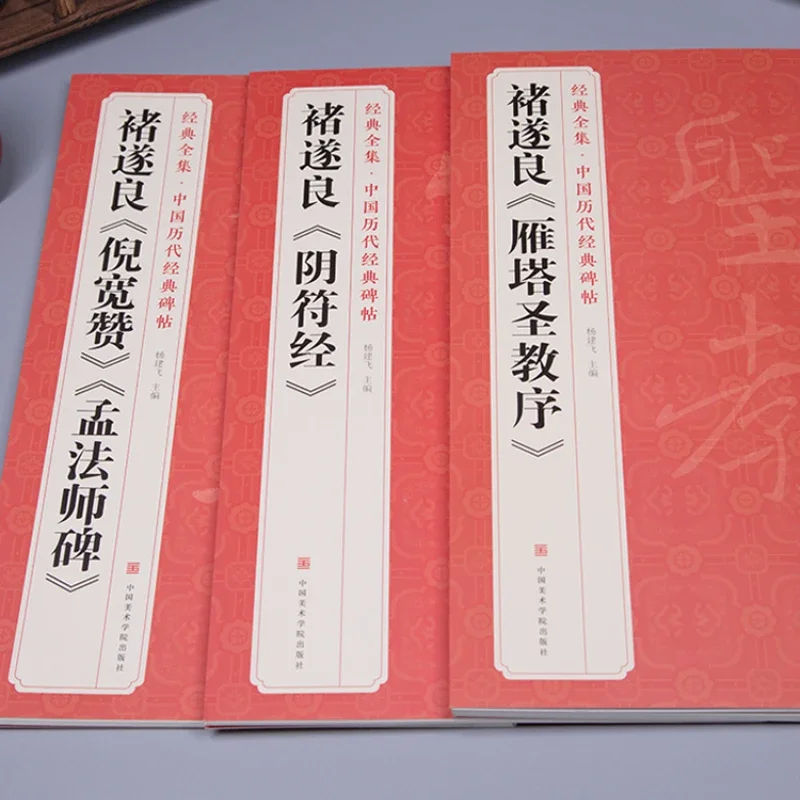 经典全集·中国历代经典碑帖
褚遂良《倪宽赞》《孟法师碑》
杨建飞 主编
中国美术学院出版社
经典全集·中国历代经典碑帖
褚遂良《阴符经》
杨建飞 主编
中国美术学院出版社
经典全集·中国历代经典碑帖
褚遂良《雁塔圣教序》
杨建飞 主编
中国美术学院出版社
聖